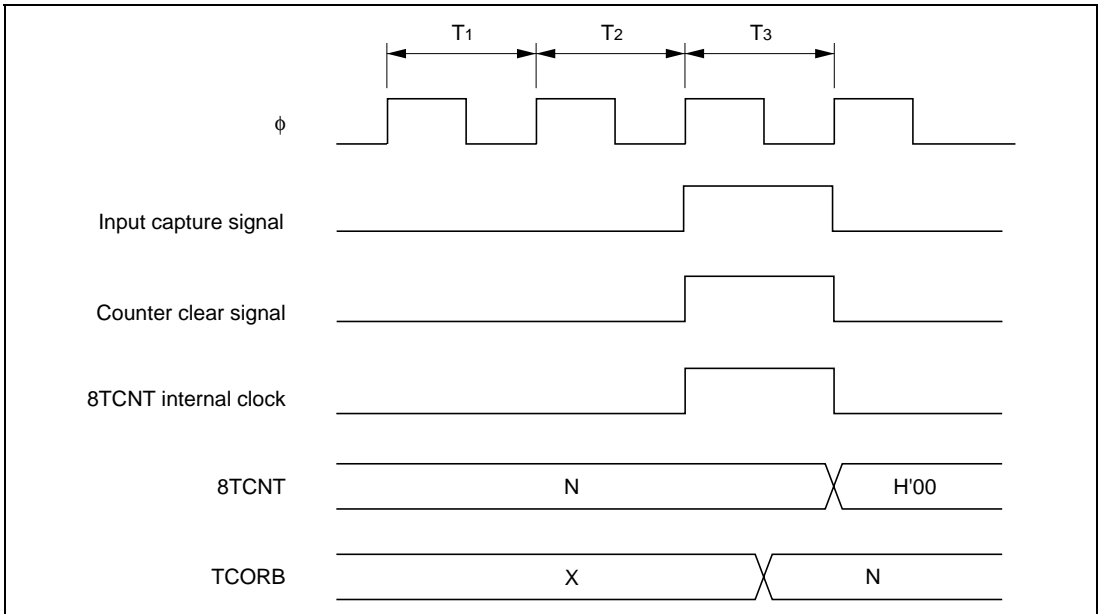 T1 T2 T3
φ
Input capture signal
Counter clear signal
8TCNT internal clock
8TCNT N H'00
TCORB X N